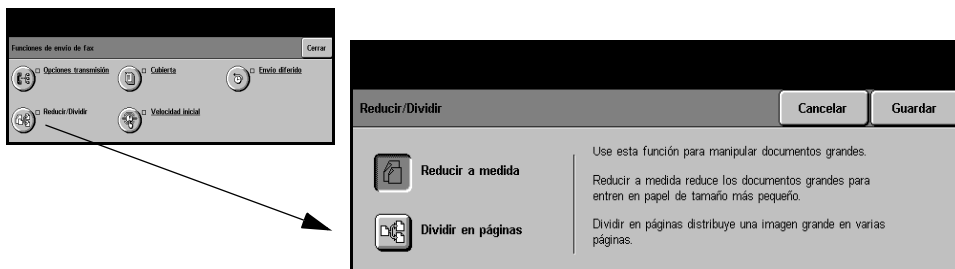 Funciones de envío de fax
Cerrar
Opciones transmisión
Cubierta
Envío diferido
Reducir/Dividir
Velocidad inicial
Reducir/Dividir
Cancelar
Guardar
Reducir a medida
Dividir en páginas
Use esta función para manipular documentos grandes.
Reducir a medida reduce los documentos grandes para
entren en papel de tamaño más pequeño.
Dividir en páginas distribuye una imagen grande en varias
páginas.